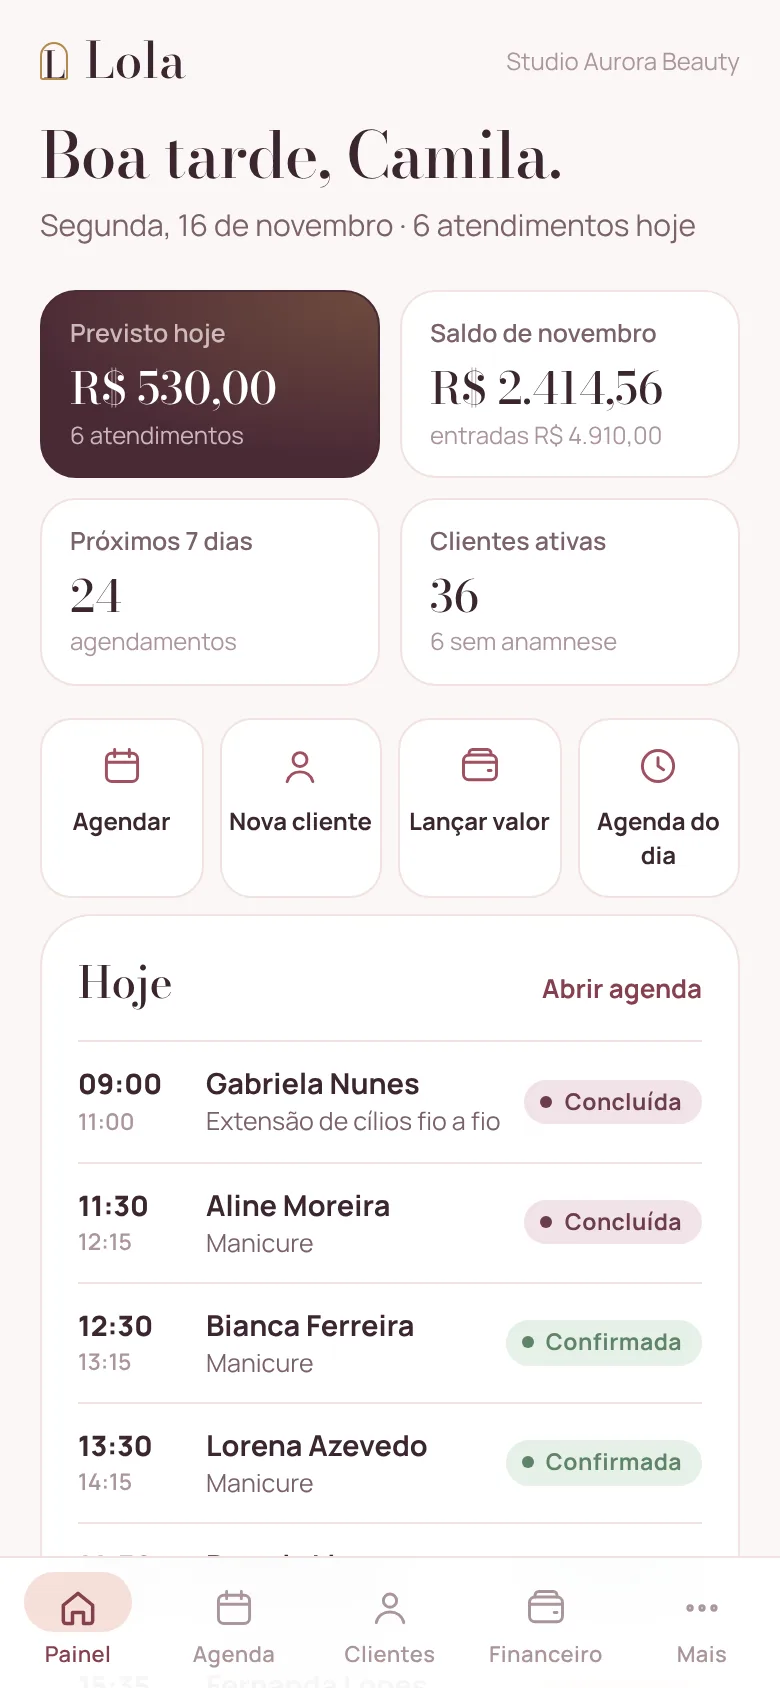 L Lola
Studio Aurora Beauty
Boa tarde, Camila.
Segunda, 16 de novembro · 6 atendimentos hoje
Previsto hoje
R$ 530,00
6 atendimentos
Saldo de novembro
R$ 2.414,56
entradas R$ 4.910,00
Próximos 7 dias
24
agendamentos
Clientes ativas
36
6 sem anamnese
Agendar
Nova cliente
Lançar valor
Agenda do
dia
Hoje
Abrir agenda
09:00 Gabriela Nunes
11:00 Extensão de cílios fio a fio
Concluída
11:30 Aline Moreira
12:15 Manicure
Concluída
12:30 Bianca Ferreira
13:15 Manicure
Confirmada
13:30 Lorena Azevedo
14:15 Manicure
Confirmada
Painel
Agenda
Clientes
Financeiro
Mais
15:35 Fernanda Lopes